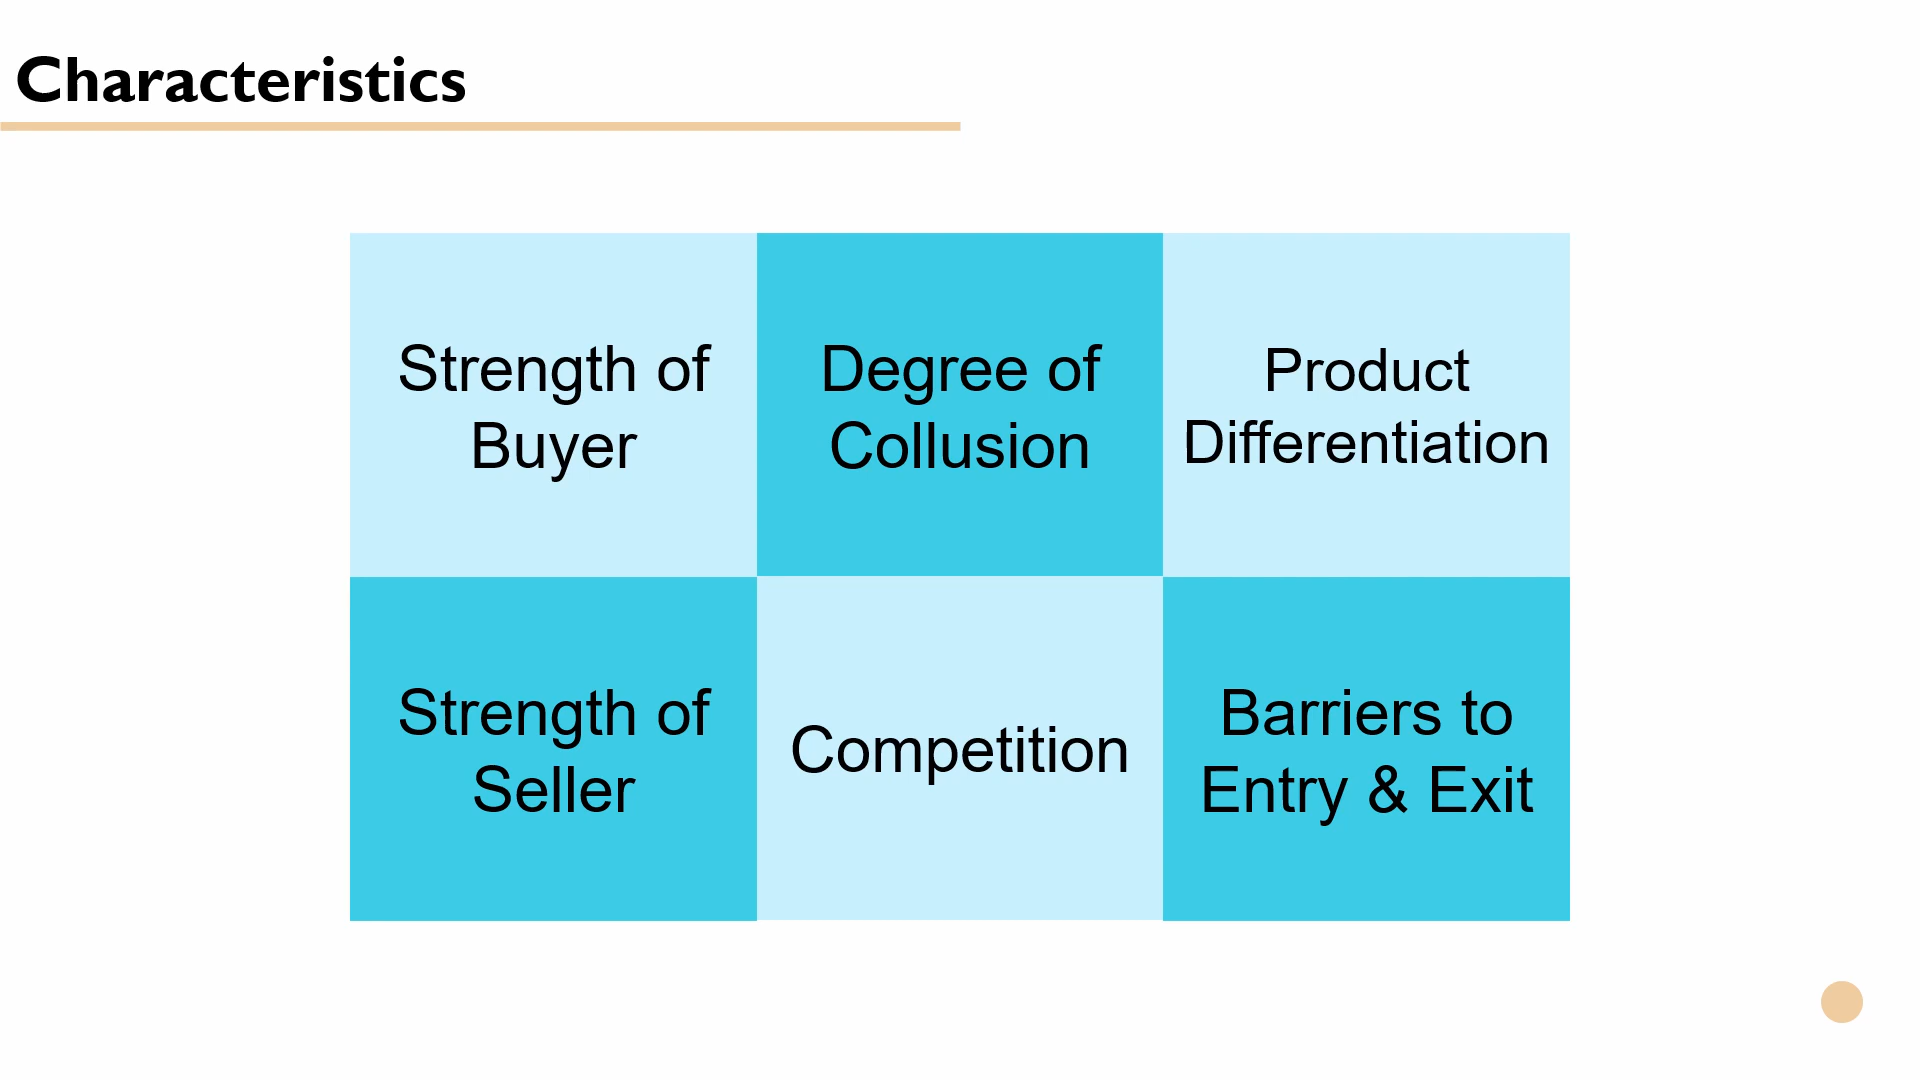 Characteristics
Strength of
Buyer
Degree of
Collusion
Product
Differentiation
Strength of
Seller
Competition
Barriers to
Entry & Exit